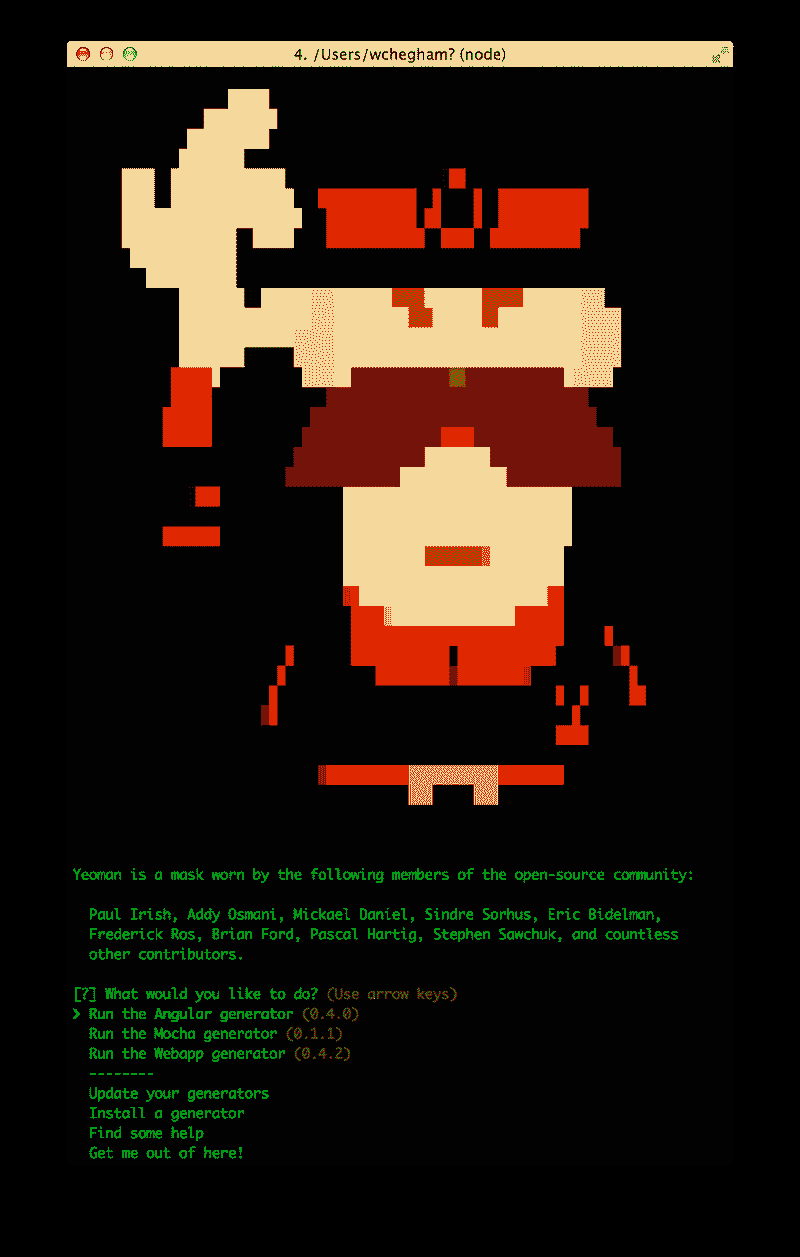 4. /Users/wchegham? (node)
Yeoman is a mask worn by the following members of the open-source community:
Paul Irish, Addy Osmani, Mickael Daniel, Sindre Sorhus, Eric Bidelman,
Frederick Ros, Brian Ford, Pascal Hartig, Stephen Sawchuk, and countless
other contributors.
[?] What would you like to do? (Use arrow keys)
❯ Run the Angular generator (0.4.0)
Run the Mocha generator (0.1.1)
Run the Webapp generator (0.4.2)
--------
Update your generators
Install a generator
Find some help
Get me out of here!